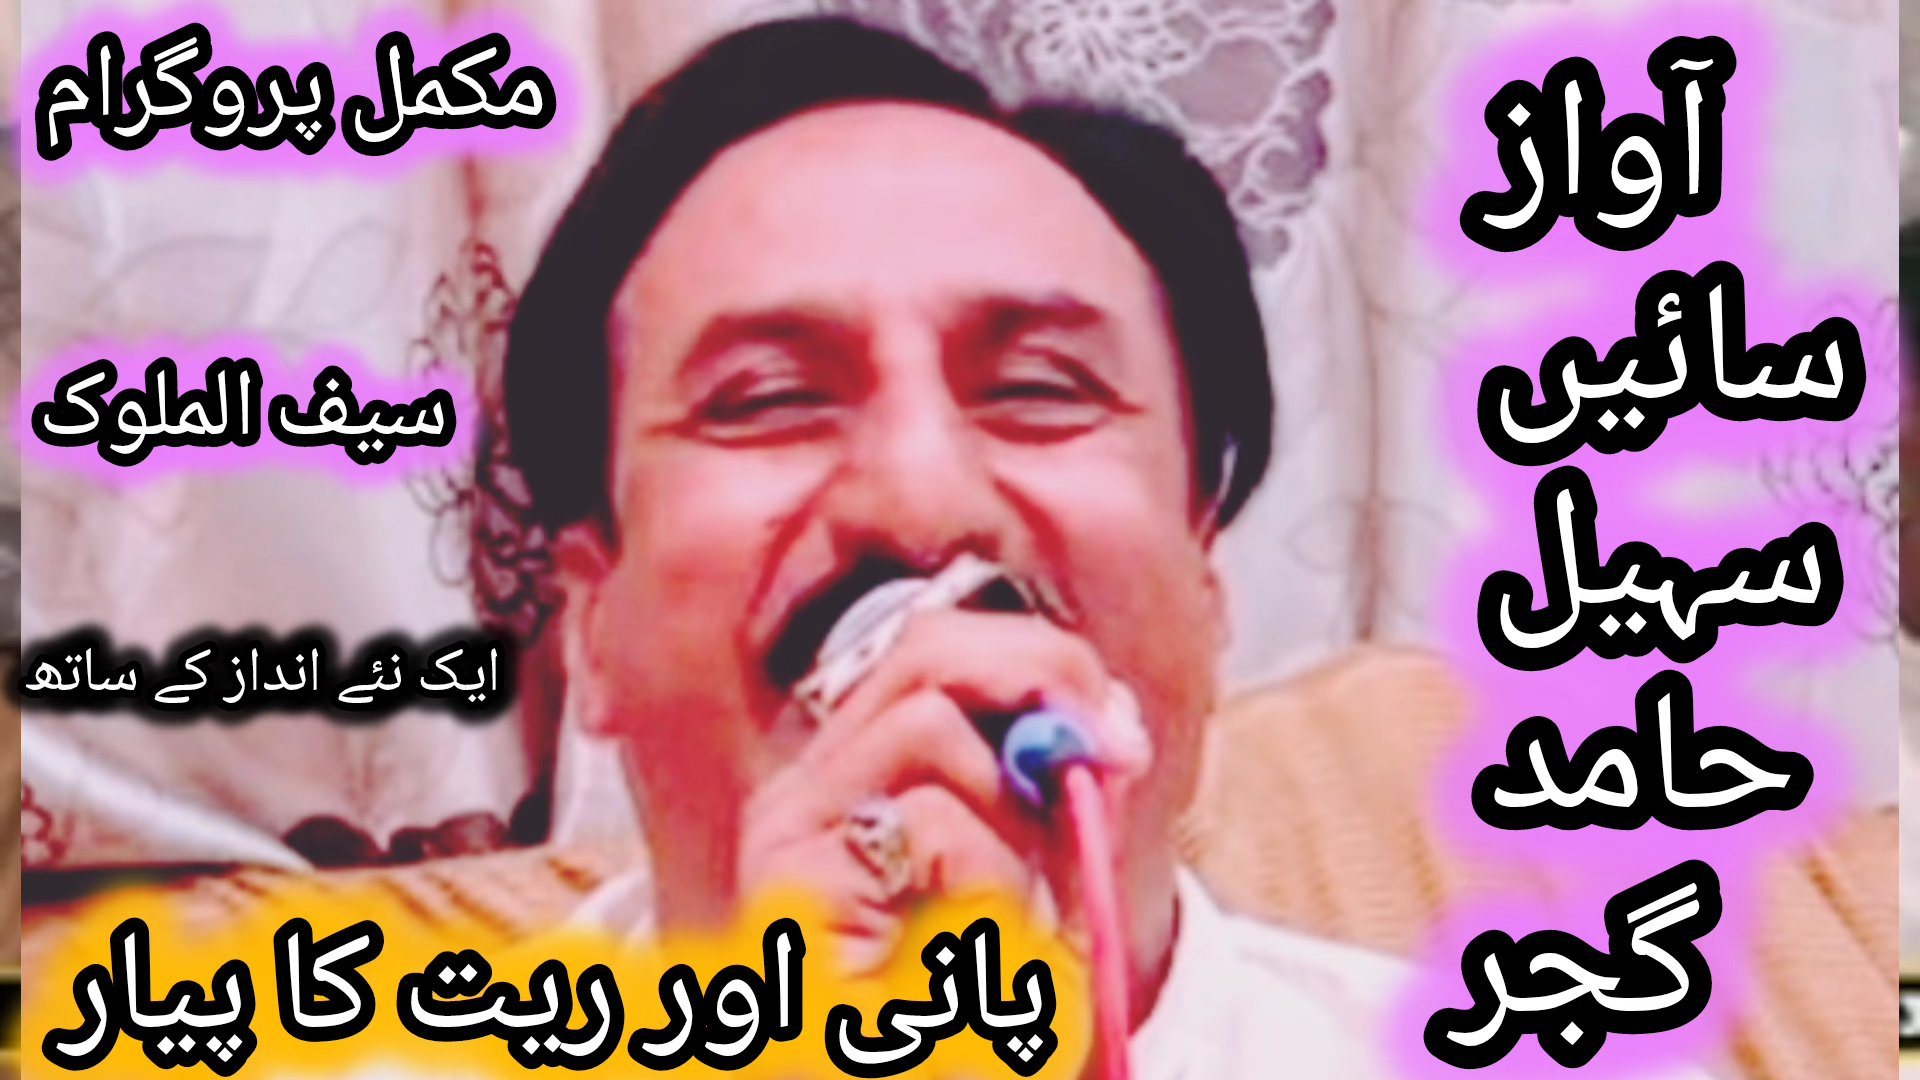 مکمل پروگرام
سیف الملوک
ایک نئے انداز کے ساتھ
پانی اور ریت کا پیار
آواز
سائیں
سہیل
حامد
گجر